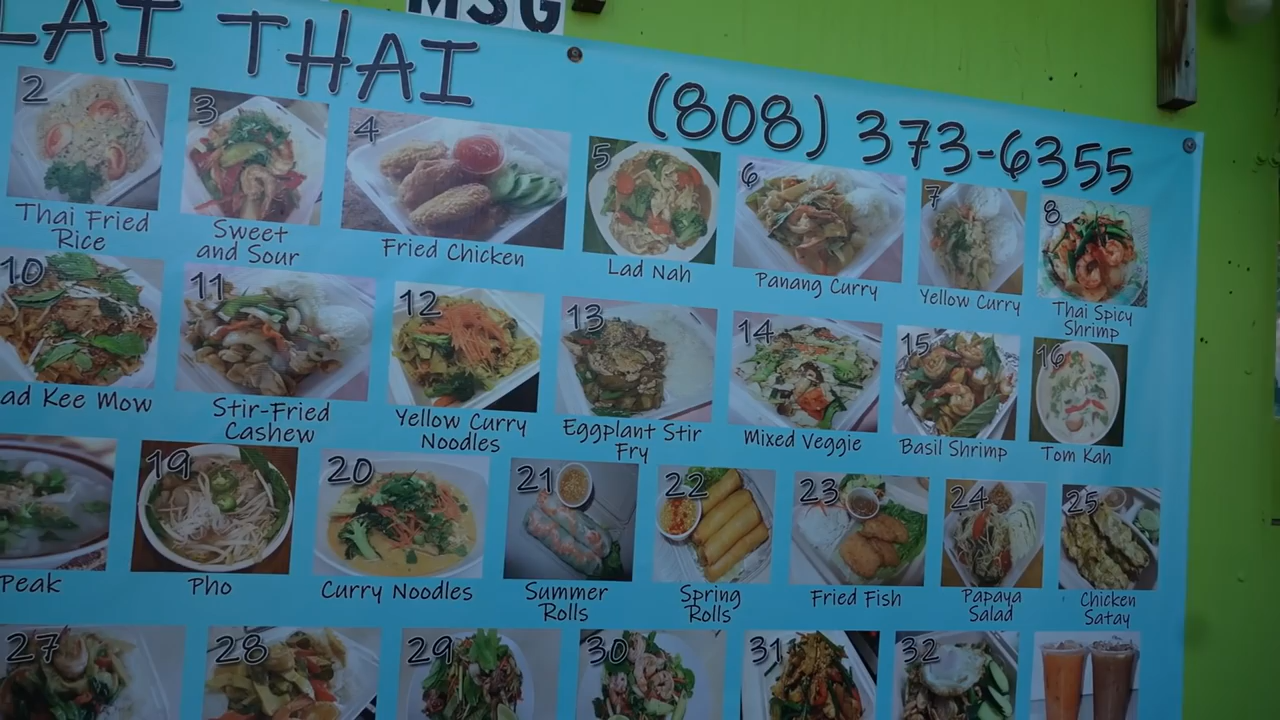 MSG
LAI THAI
(808) 373-6355
2
3
4
5
6
7
8
Thai Fried
Rice
Sweet
and Sour
Fried Chicken
Lad Nah
Panang Curry
Yellow Curry
Thai Spicy
Shrimp
10
11
12
13
14
15
16
ad Kee Mow
Stir-Fried
Cashew
Yellow Curry
Noodles
Eggplant Stir
Fry
Mixed Veggie
Basil Shrimp
Tom Kah
19
20
21
22
23
24
25
Peak
Pho
Curry Noodles
Summer
Rolls
Spring
Rolls
Fried Fish
Papaya
Salad
Chicken
Satay
27
28
29
30
31
32